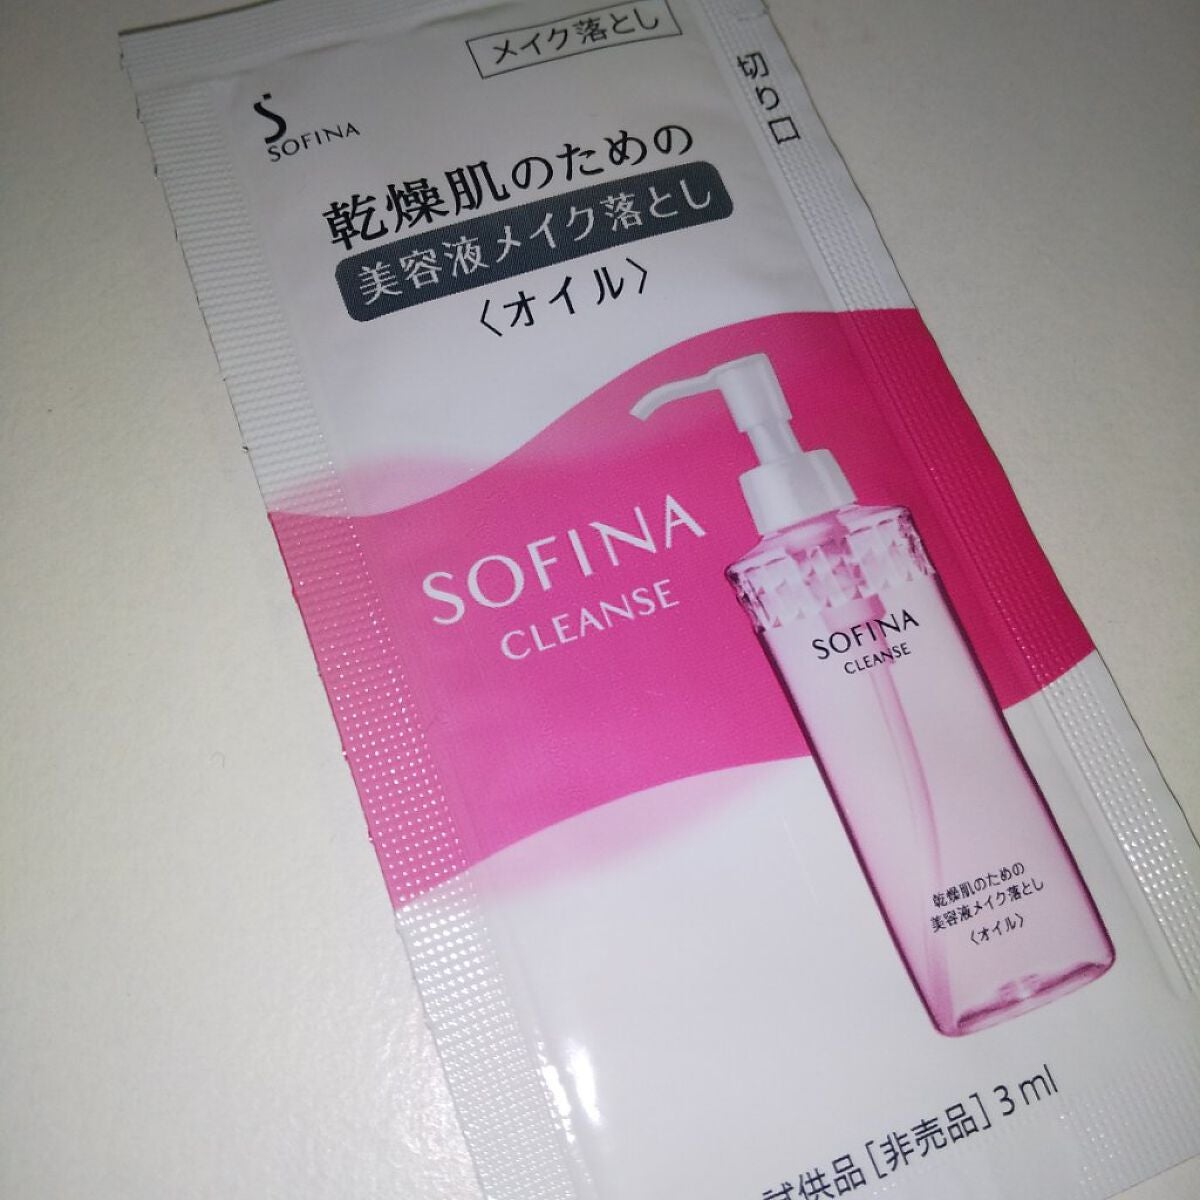 メイク落とし
切り口
SOFINA
乾燥肌のための
美容液メイク落とし
〈オイル〉
SOFINA
CLEANSE
SOFINA
CLEANSE
乾燥肌のための
美容液メイク落とし
〈オイル〉
試供品[非売品]3ml